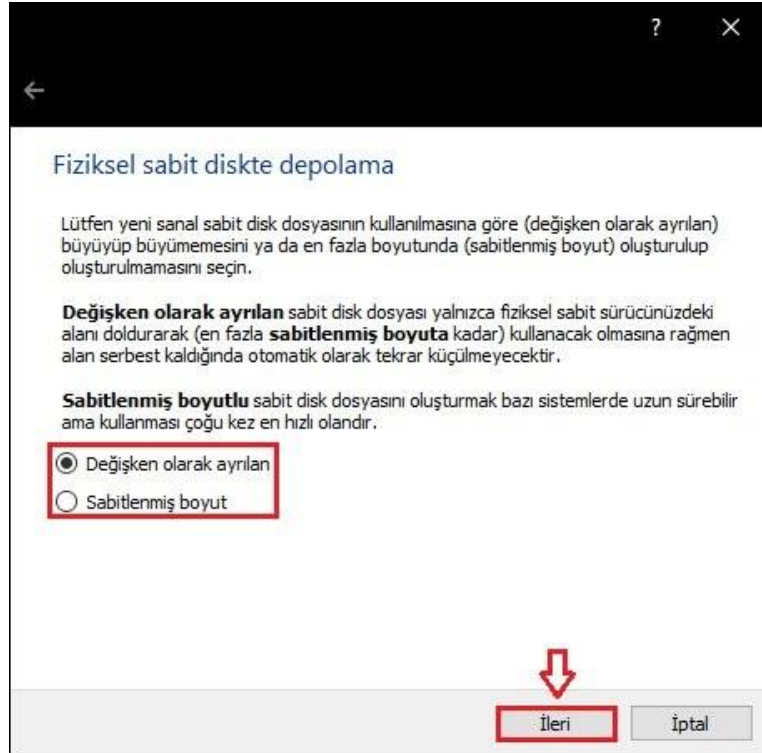 ?
Fiziksel sabit diskte depolama
Lütfen yeni sanal sabit disk dosyasının kullanılmasına göre (değişken olarak ayrılan)
büyüyüp büyümemesini ya da en fazla boyutunda (sabitlenmiş boyut) oluşturulup
oluşturulmamasını seçin.
Değişken olarak ayrılan sabit disk dosyası yalnızca fiziksel sabit sürücünüzdeki
alanı doldurarak (en fazla sabitlenmiş boyuta kadar) kullanacak olmasına rağmen
alan serbest kaldığında otomatik olarak tekrar küçülmeyecektir.
Sabitlenmiş boyutlu sabit disk dosyasını oluşturmak bazı sistemlerde uzun sürebilir
ama kullanması çoğu kez en hızlı olandır.
Değişken olarak ayrılan
Sabitlenmiş boyut
İleri İptal